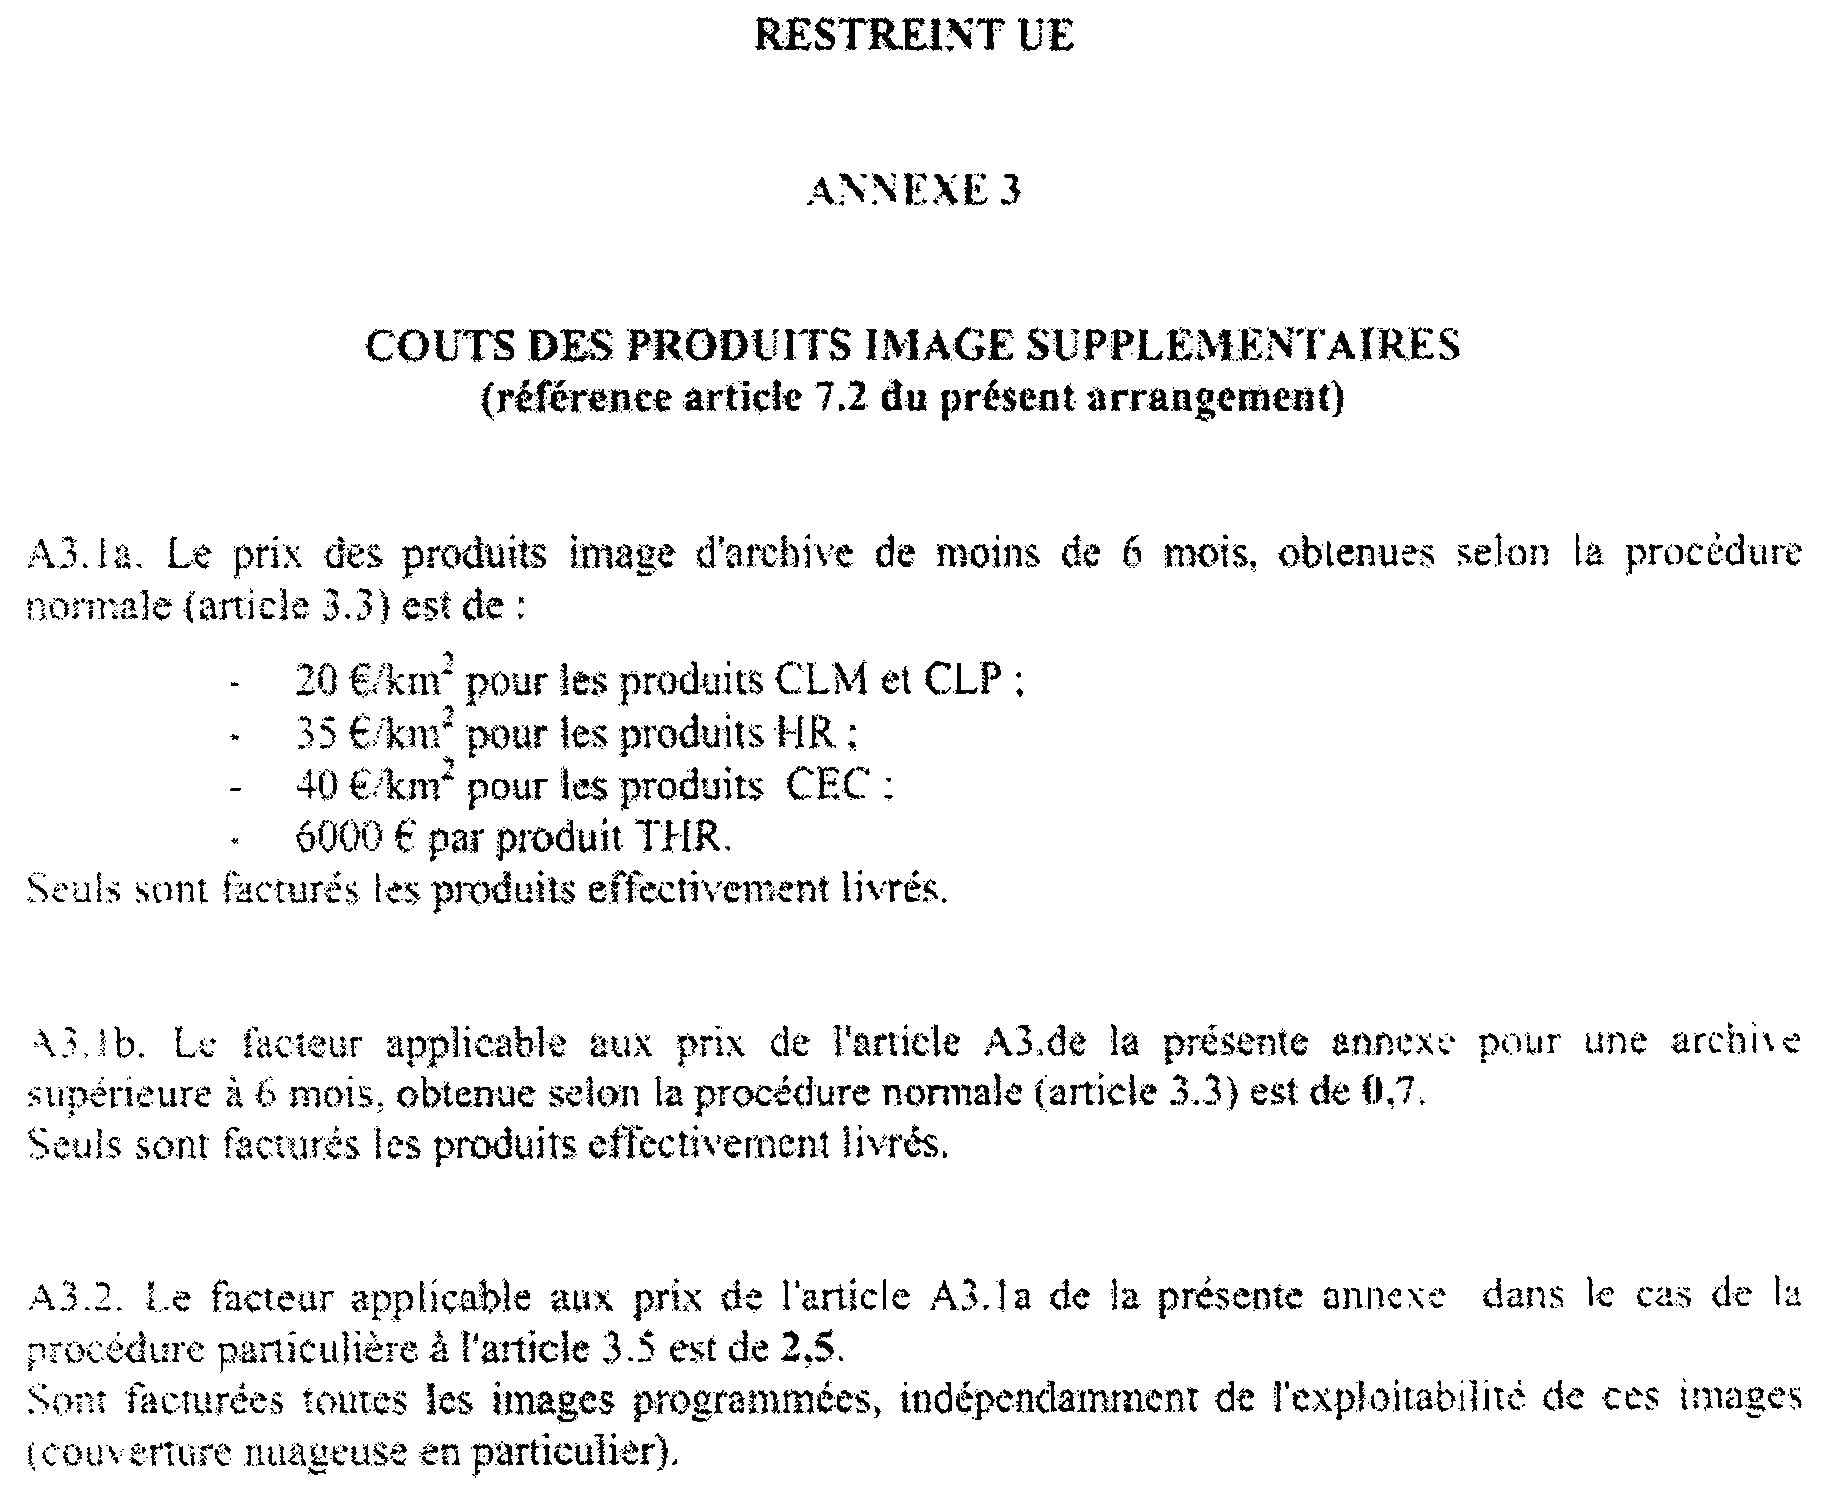 RESTREINT UE
ANNEXE 3
COUTS DES PRODUITS IMAGE SUPPLEMENTAIRES
(référence article 7.2 du présent arrangement)
A3.1a. Le prix des produits image d'archive de moins de 6 mois, obtenues selon la procédure
normale (article 3.3) est de :
- 20 €/km² pour les produits CLM et CLP ;
- 35 €/km² pour les produits HR ;
- 40 €/km² pour les produits CEC ;
- 6000 € par produit THR.
Seuls sont facturés les produits effectivement livrés.
A3.1b. Le facteur applicable aux prix de l'article A3.de la présente annexe pour une archive
supérieure à 6 mois, obtenue selon la procédure normale (article 3.3) est de 0,7.
Seuls sont facturés les produits effectivement livrés.
A3.2. Le facteur applicable aux prix de l'article A3.1a de la présente annexe dans le cas de la
procédure particulière à l'article 3.5 est de 2,5.
Sont facturées toutes les images programmées, indépendamment de l'exploitabilité de ces images
(couverture nuageuse en particulier).